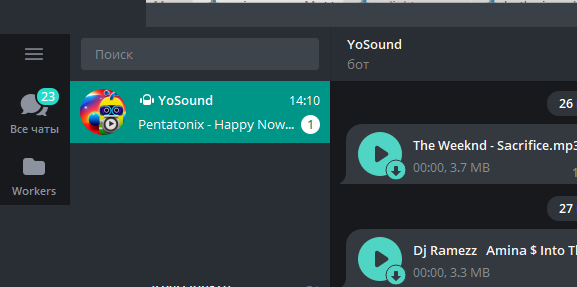 Поиск
YoSound
бот
23
Все чаты
Workers
YoSound 14:10
Pentatonix - Happy Now... 1
26
The Weeknd - Sacrifice.mp3
00:00, 3.7 MB
27
Dj Ramezz Amina $ Into Th
00:00, 3.3 MB